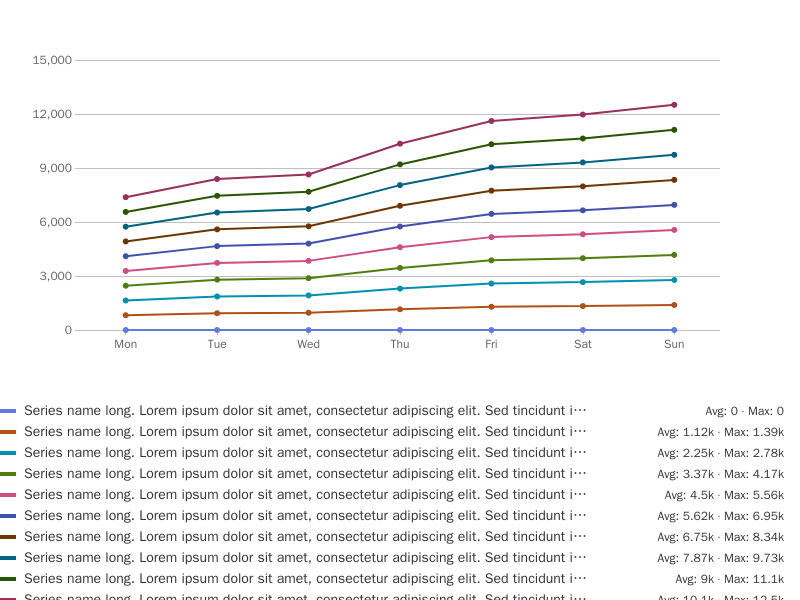 15,000
12,000
9,000
6,000
3,000
0
Mon Tue Wed Thu Fri Sat Sun
Series name long. Lorem ipsum dolor sit amet, consectetur adipiscing elit. Sed tincidunt i… Avg: 0 · Max: 0
Series name long. Lorem ipsum dolor sit amet, consectetur adipiscing elit. Sed tincidunt i… Avg: 1.12k · Max: 1.39k
Series name long. Lorem ipsum dolor sit amet, consectetur adipiscing elit. Sed tincidunt i… Avg: 2.25k · Max: 2.78k
Series name long. Lorem ipsum dolor sit amet, consectetur adipiscing elit. Sed tincidunt i… Avg: 3.37k · Max: 4.17k
Series name long. Lorem ipsum dolor sit amet, consectetur adipiscing elit. Sed tincidunt i… Avg: 4.5k · Max: 5.56k
Series name long. Lorem ipsum dolor sit amet, consectetur adipiscing elit. Sed tincidunt i… Avg: 5.62k · Max: 6.95k
Series name long. Lorem ipsum dolor sit amet, consectetur adipiscing elit. Sed tincidunt i… Avg: 6.75k · Max: 8.34k
Series name long. Lorem ipsum dolor sit amet, consectetur adipiscing elit. Sed tincidunt i… Avg: 7.87k · Max: 9.73k
Series name long. Lorem ipsum dolor sit amet, consectetur adipiscing elit. Sed tincidunt i… Avg: 9k · Max: 11.1k
Series name long. Lorem ipsum dolor sit amet, consectetur adipiscing elit. Sed tincidunt i… Avg: 10.1k · Max: 12.5k